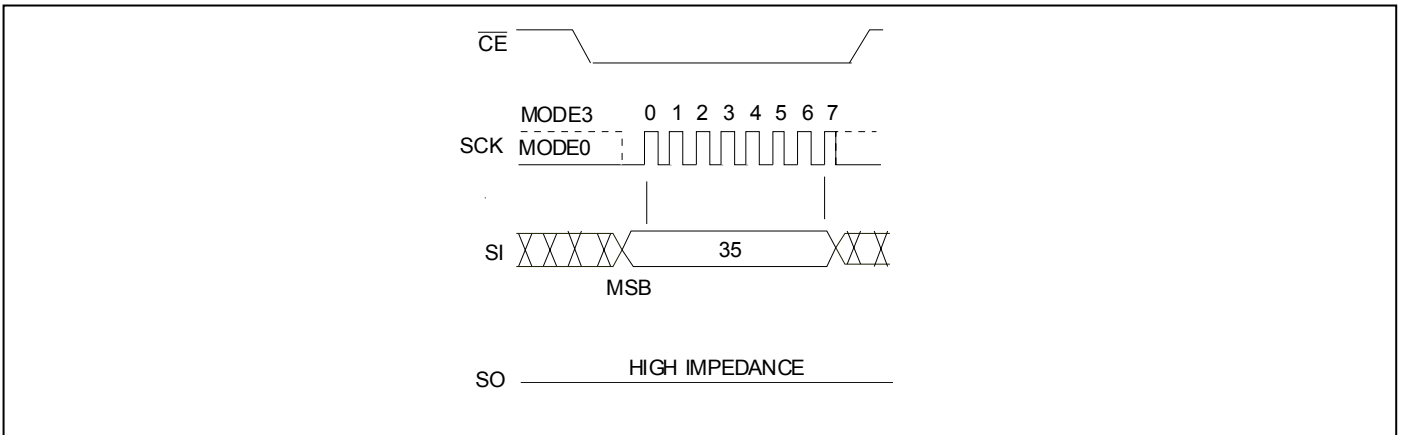 CE
MODE3 0 1 2 3 4 5 6 7
SCK MODE0
SI 35
MSB
SO HIGH IMPEDANCE